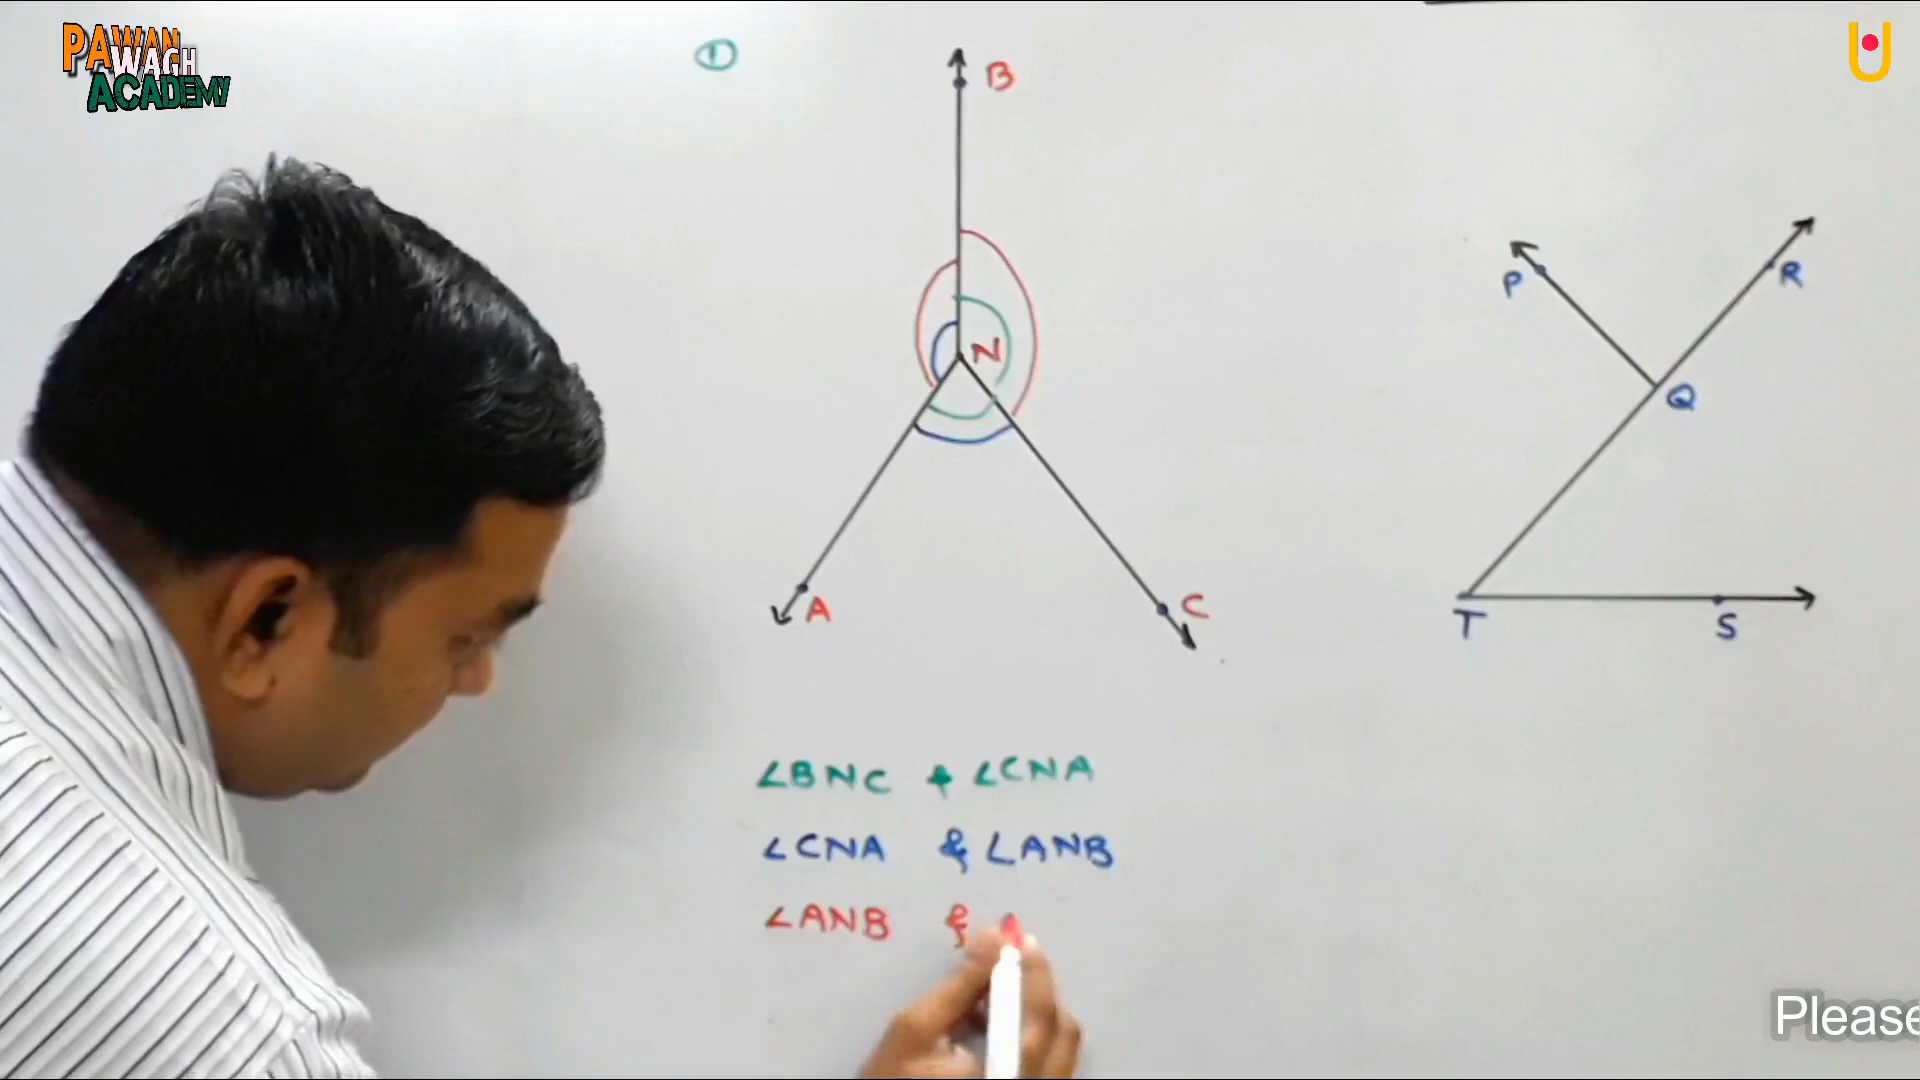 PAWAN
WAGH
ACADEMY
1
B
N
A
C
P
R
Q
T
S
∠BNC & ∠CNA
∠CNA & ∠ANB
∠ANB &
Please